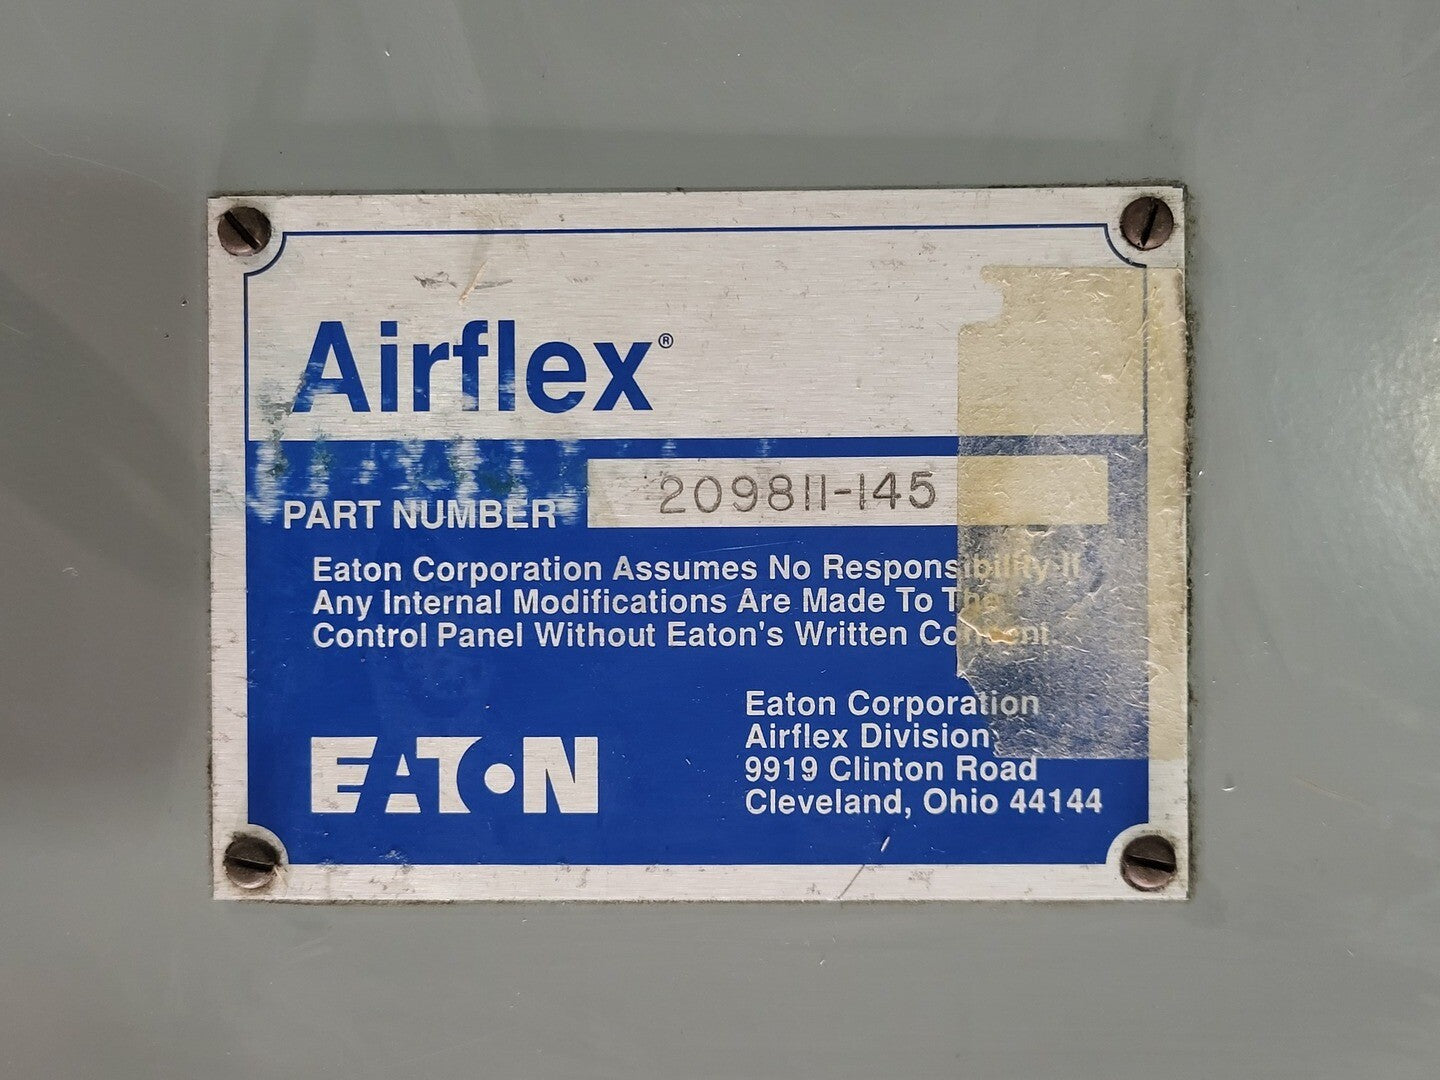 Airflex®
PART NUMBER 209811-145
Eaton Corporation Assumes No Responsibility If
Any Internal Modifications Are Made To The
Control Panel Without Eaton's Written Consent.
Eaton Corporation
Airflex Division
9919 Clinton Road
Cleveland, Ohio 44144
EATON